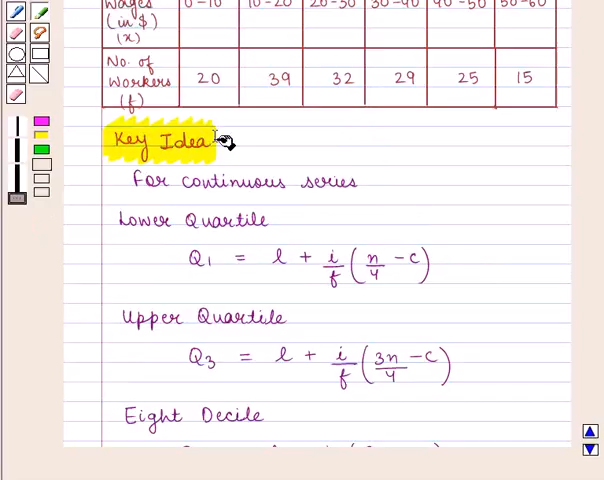 Wages 0-10 10-20 20-30 30-40 40-50 50-60
(in $)
(x)
No. of
Workers 20 39 32 29 25 15
(f)
Key Idea
For continuous series
Lower Quartile
Q₁ = l + i/f (n/4 - c)
Upper Quartile
Q₃ = l + i/f (3n/4 - c)
Eight Decile